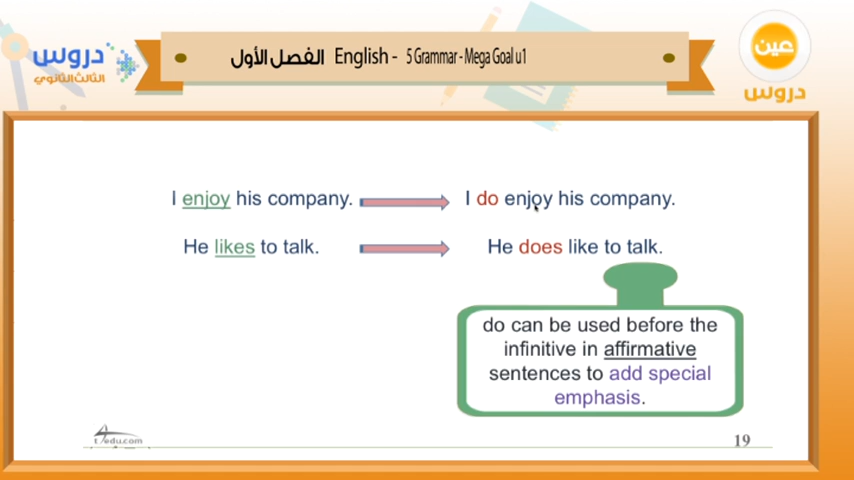 دروس
الثالث الثانوي
الفصل الأول English - 5 Grammar - Mega Goal u1
عين
دروس
I enjoy his company. I do enjoy his company.
He likes to talk. He does like to talk.
do can be used before the
infinitive in affirmative
sentences to add special
emphasis.
19